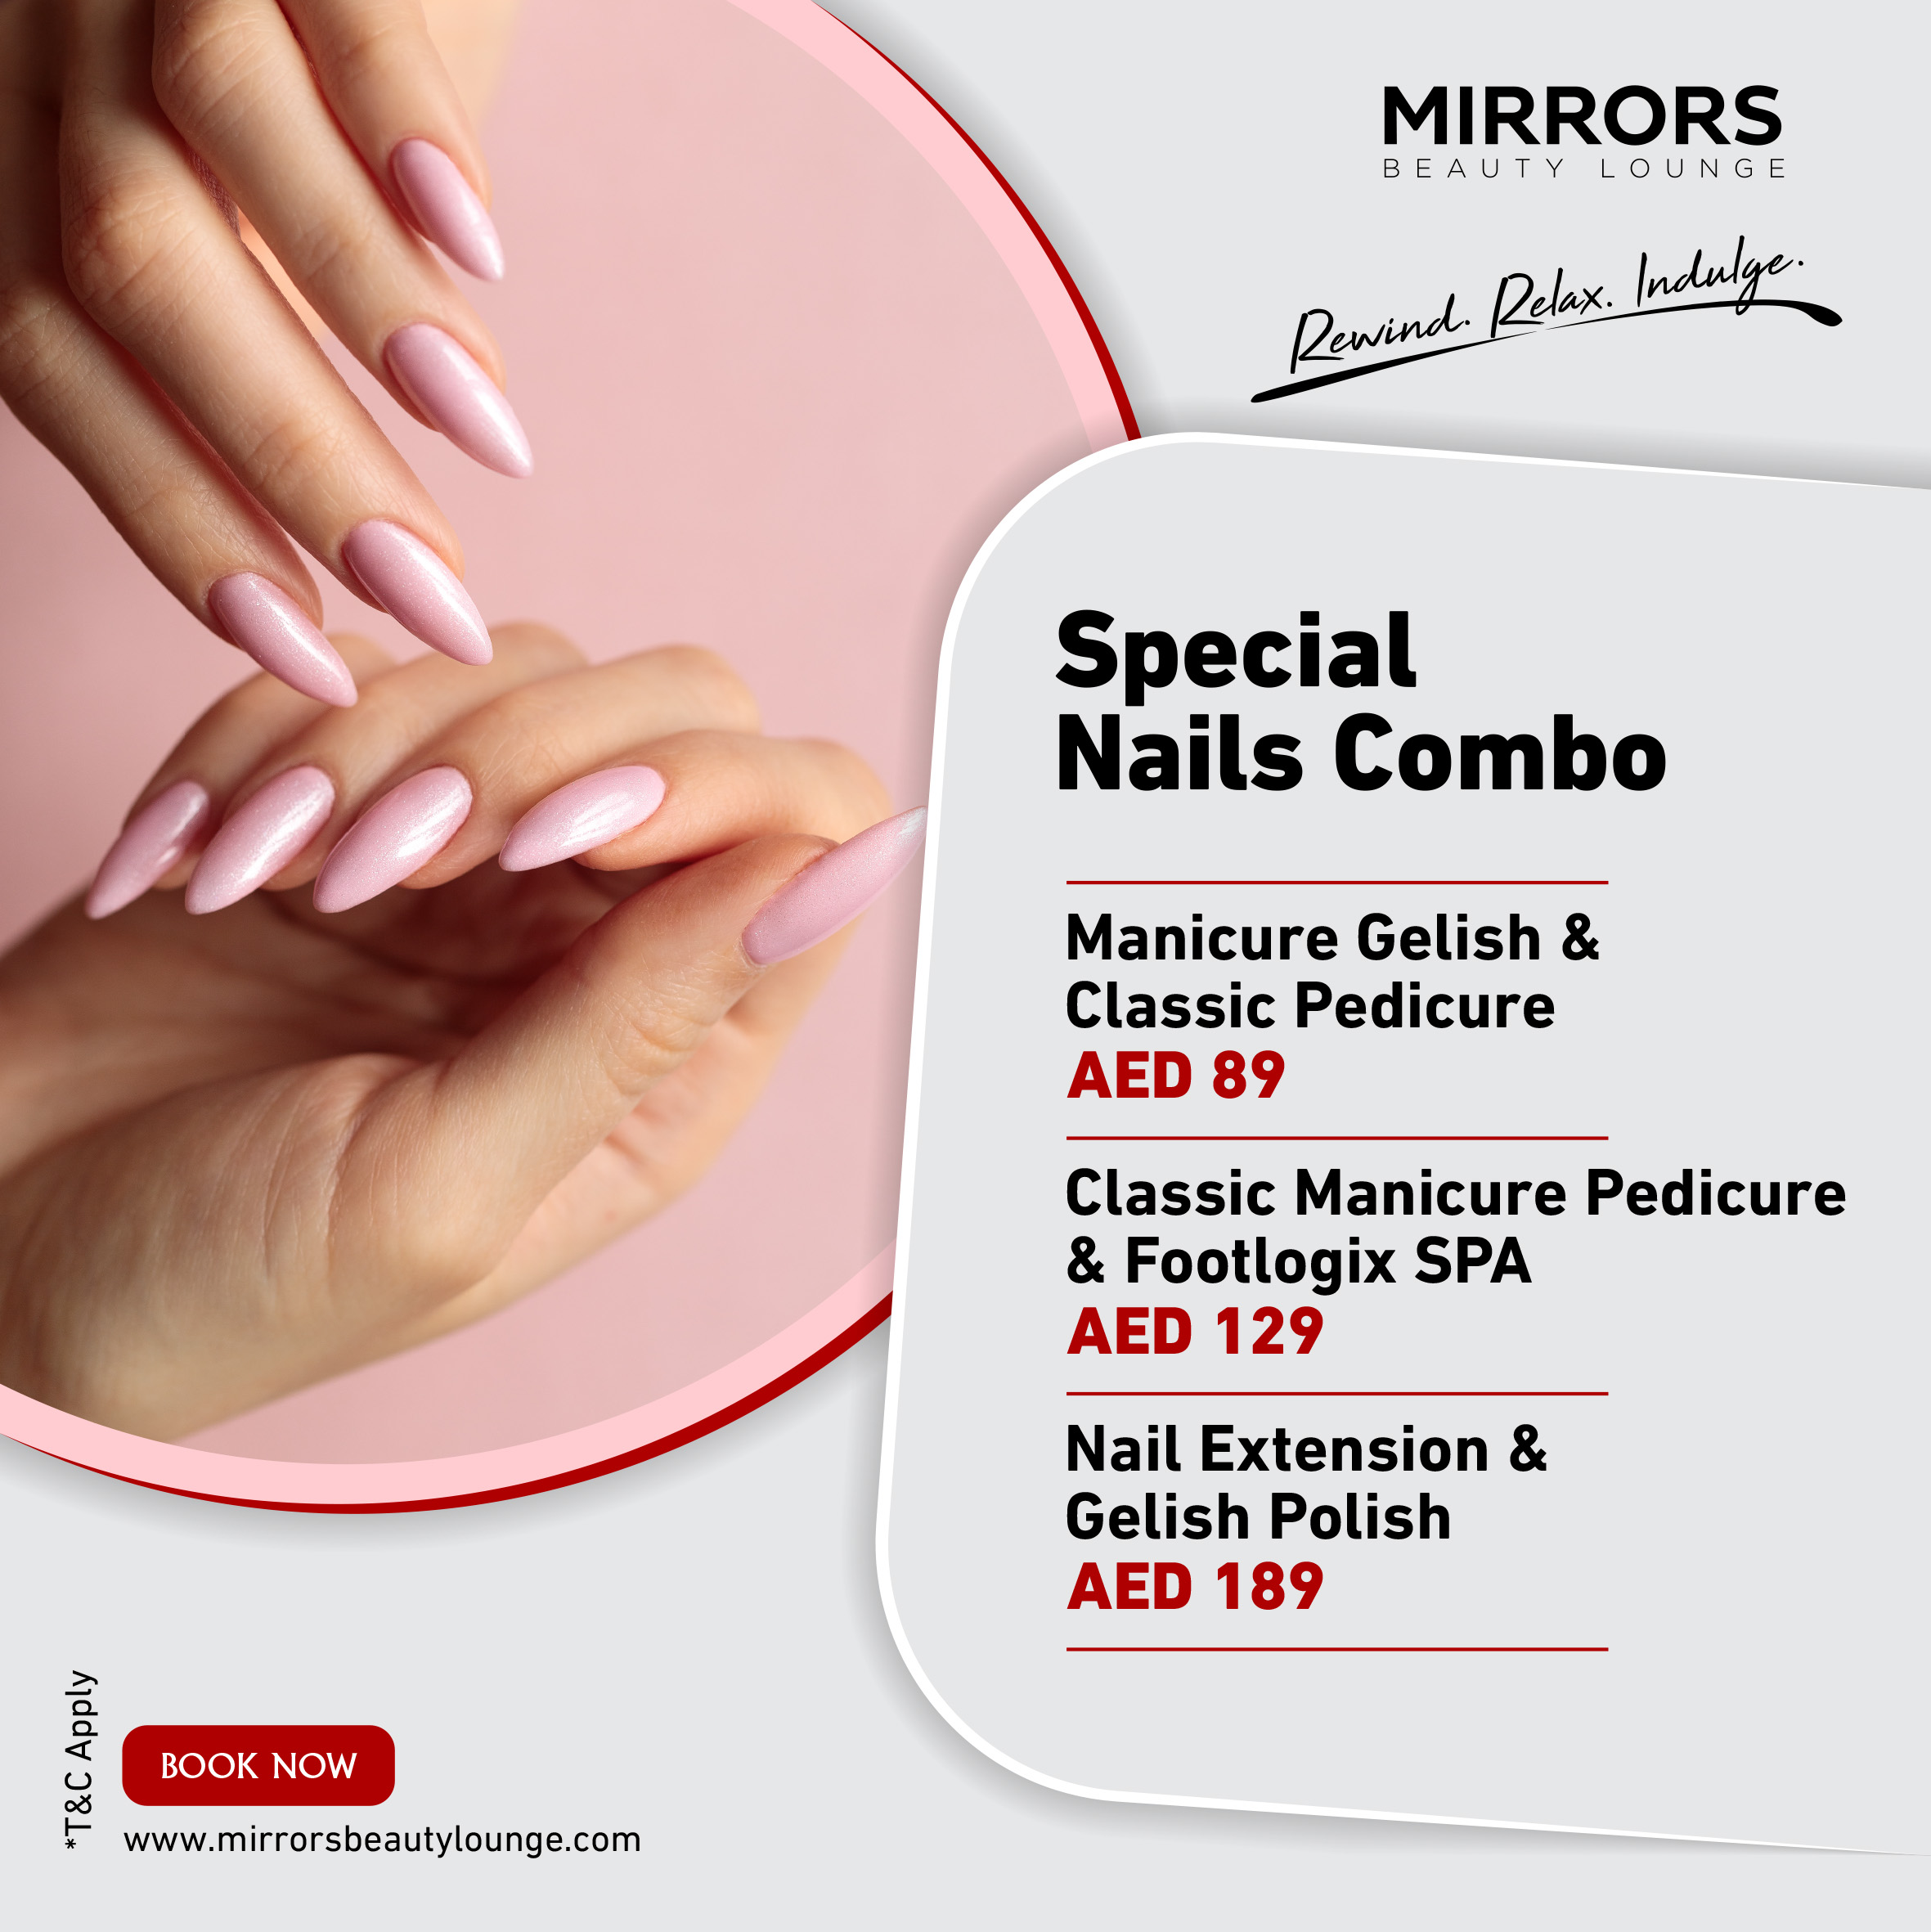 MIRRORS
BEAUTY LOUNGE
Rewind. Relax. Indulge.
Special
Nails Combo
Manicure Gelish &
Classic Pedicure
AED 89
Classic Manicure Pedicure
& Footlogix SPA
AED 129
Nail Extension &
Gelish Polish
AED 189
*T&C Apply
BOOK NOW
www.mirrorsbeautylounge.com